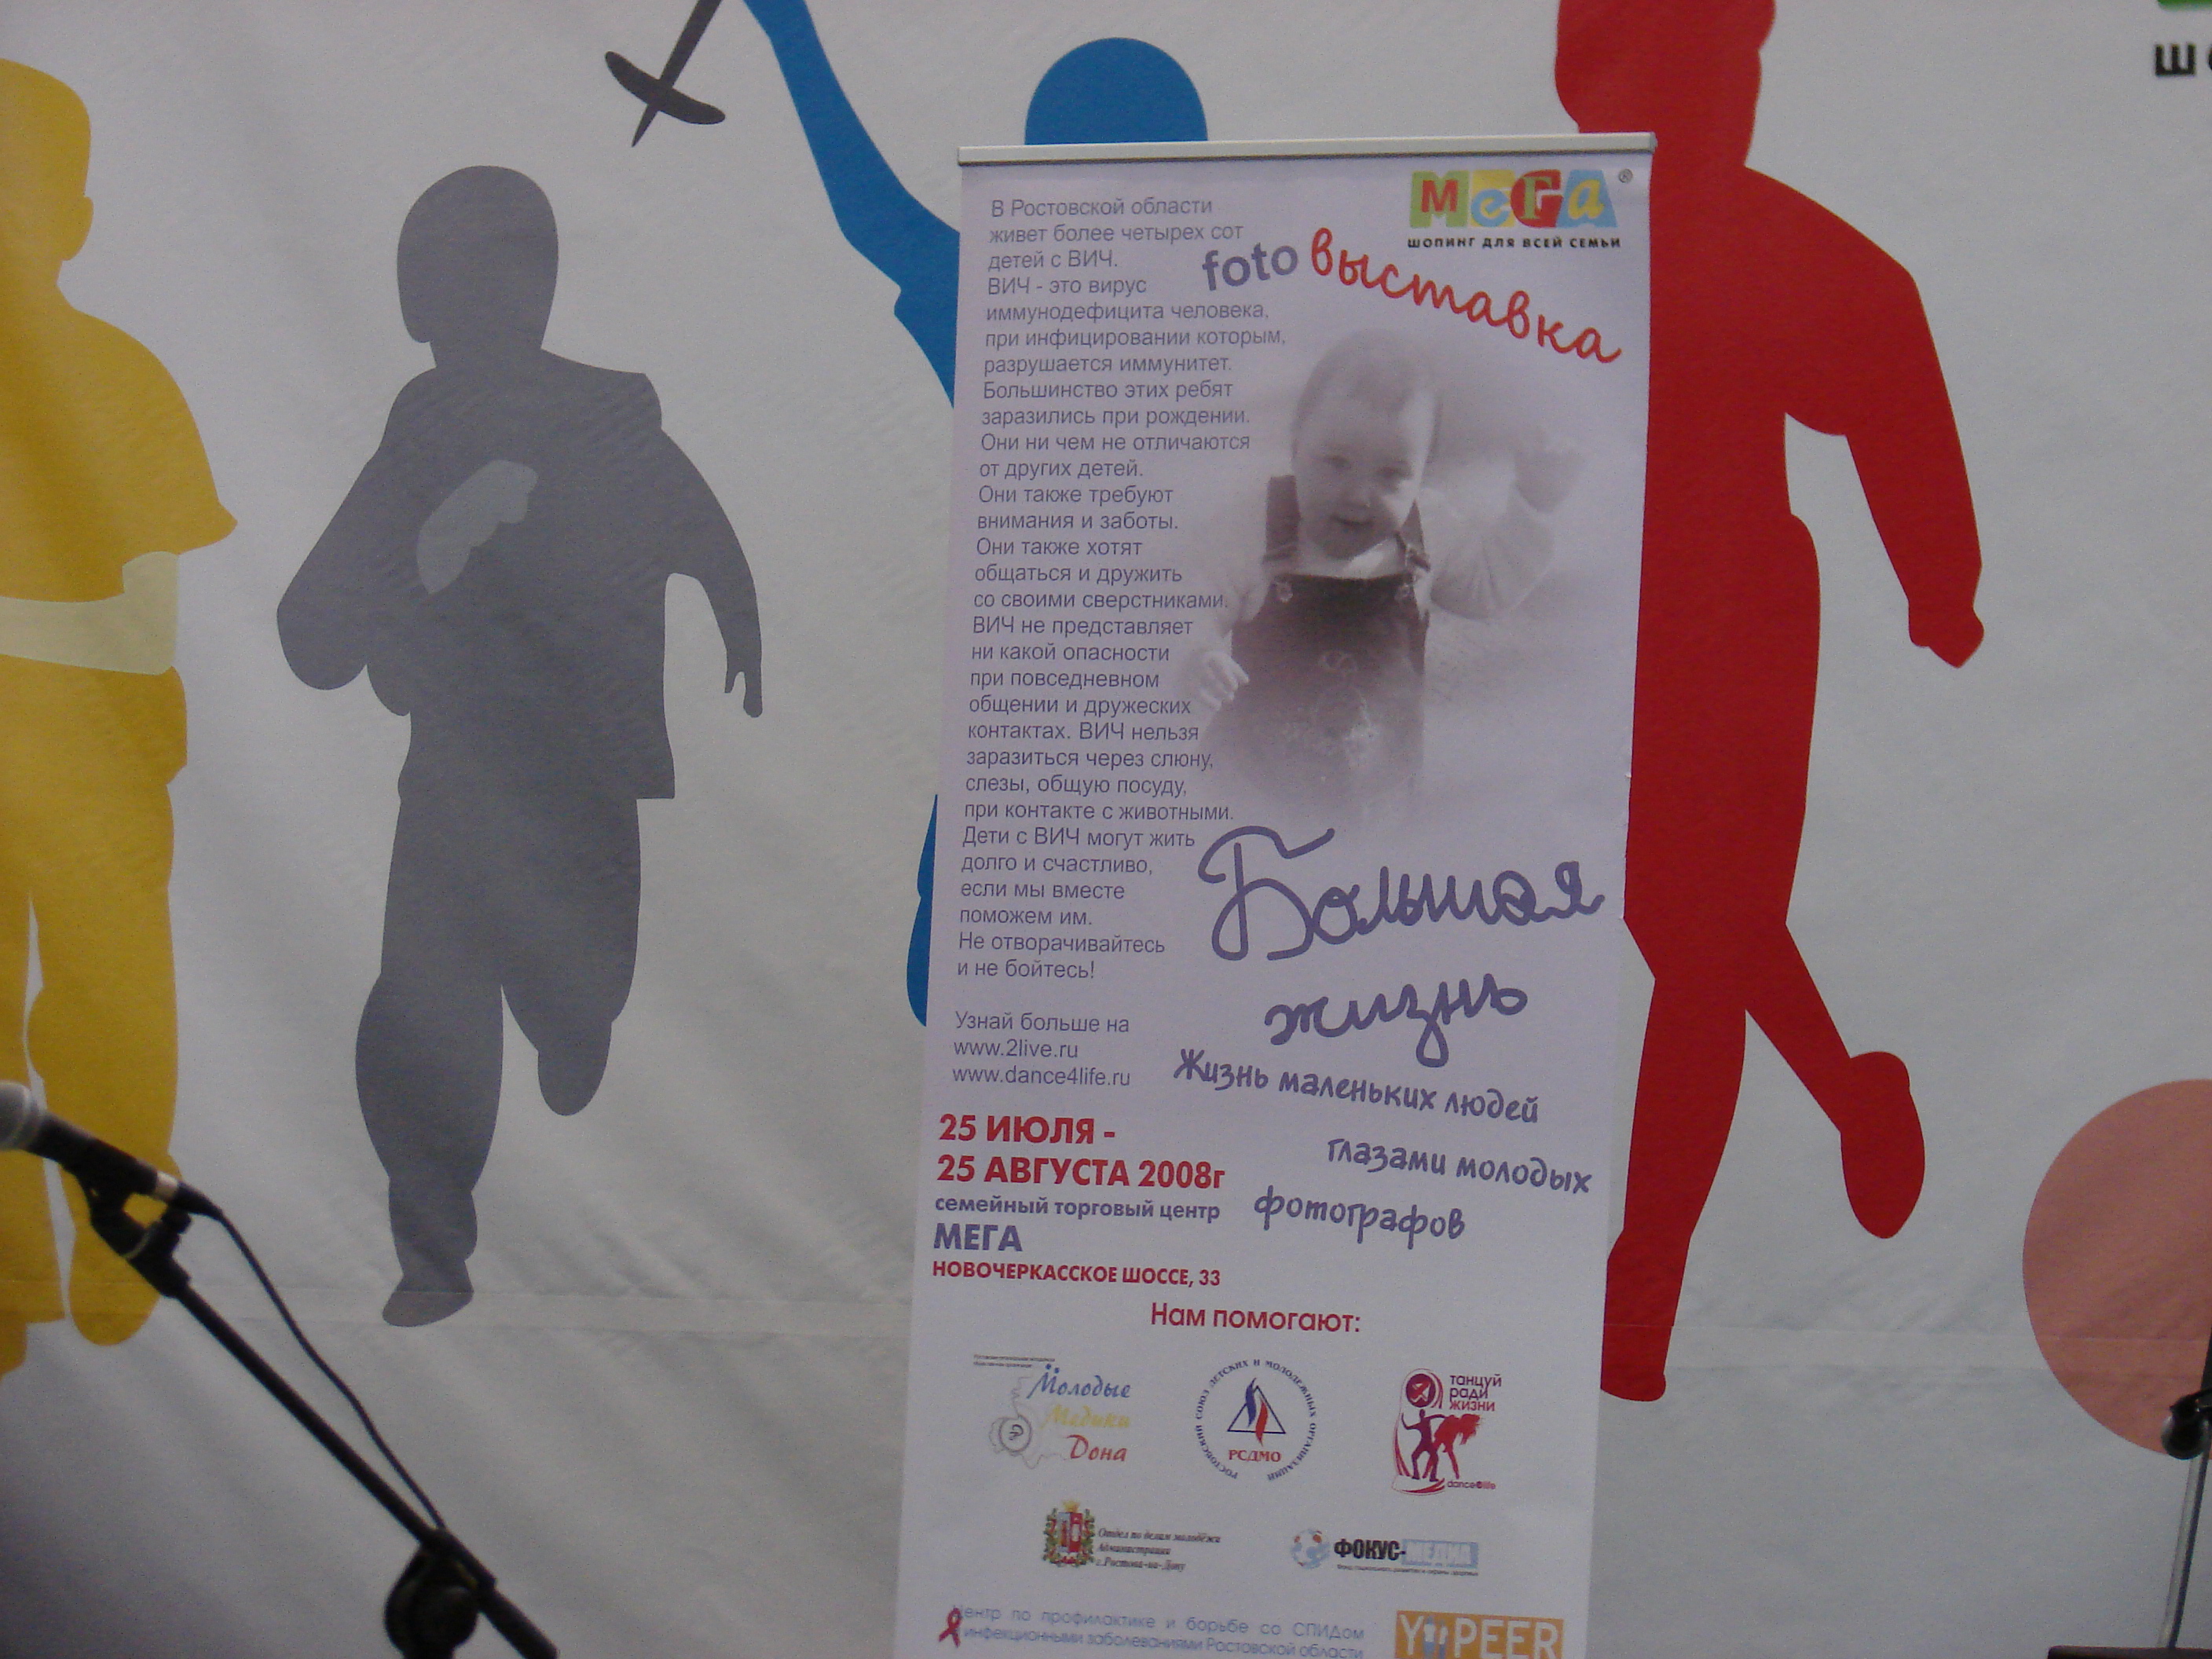 Ш
МЕГА ®
ШОПИНГ ДЛЯ ВСЕЙ СЕМЬИ
foto выставка
В Ростовской области
живет более четырех сот
детей с ВИЧ.
ВИЧ - это вирус
иммунодефицита человека,
при инфицировании которым,
разрушается иммунитет.
Большинство этих ребят
заразились при рождении.
Они ни чем не отличаются
от других детей.
Они также требуют
внимания и заботы.
Они также хотят
общаться и дружить
со своими сверстниками.
ВИЧ не представляет
ни какой опасности
при повседневном
общении и дружеских
контактах. ВИЧ нельзя
заразиться через слюну,
слезы, общую посуду,
при контакте с животными.
Дети с ВИЧ могут жить
долго и счастливо,
если мы вместе
поможем им.
Не отворачивайтесь
и не бойтесь!
Узнай больше на
www.2live.ru
www.dance4life.ru
Большая
жизнь
Жизнь маленьких людей
глазами молодых
фотографов
25 ИЮЛЯ -
25 АВГУСТА 2008г
семейный торговый центр
МЕГА
НОВОЧЕРКАССКОЕ ШОССЕ, 33
Нам помогают:
Молодые
Медики
Дона
РОСТОВСКИЙ СОЮЗ ДЕТСКИХ И МОЛОДЕЖНЫХ ОРГАНИЗАЦИЙ
РСДМО
танцуй
ради
жизни
dance4life
Отдел по делам молодёжи
Администрация
г.Ростова-на-Дону
ФОКУС-МЕДИА
Центр по профилактике и борьбе со СПИДом
инфекционными заболеваниями Ростовской области
Y PEER